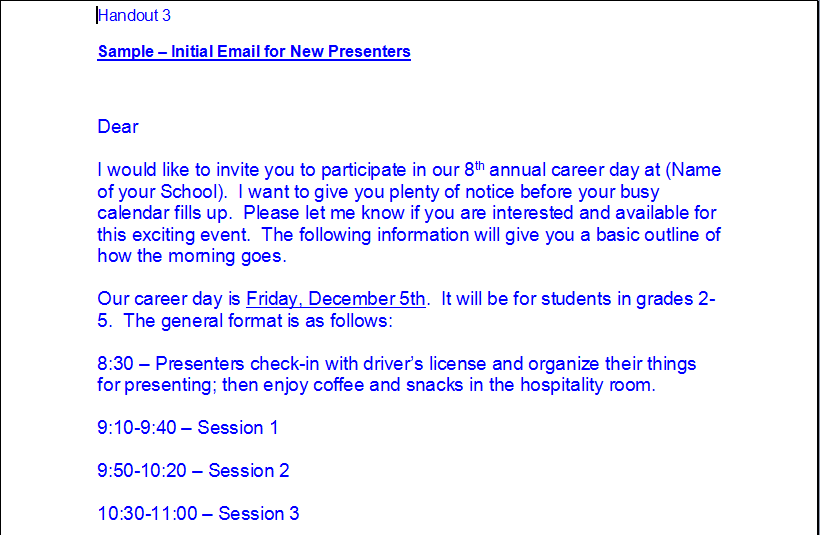 Handout 3
Sample – Initial Email for New Presenters
Dear
I would like to invite you to participate in our 8th annual career day at (Name
of your School).  I want to give you plenty of notice before your busy
calendar fills up.  Please let me know if you are interested and available for
this exciting event.  The following information will give you a basic outline of
how the morning goes.
Our career day is Friday, December 5th.  It will be for students in grades 2-
5.  The general format is as follows:
8:30 – Presenters check-in with driver’s license and organize their things
for presenting; then enjoy coffee and snacks in the hospitality room.
9:10-9:40 – Session 1
9:50-10:20 – Session 2
10:30-11:00 – Session 3